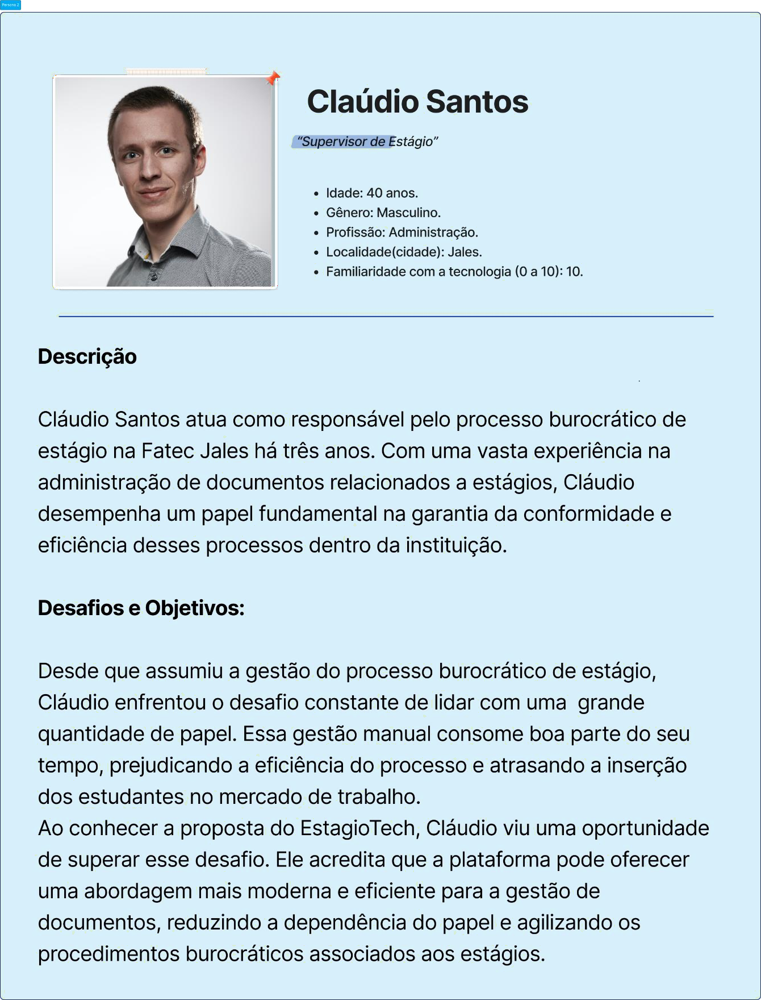 Persona 2
Claúdio Santos
“Supervisor de Estágio”
• Idade: 40 anos.
• Gênero: Masculino.
• Profissão: Administração.
• Localidade(cidade): Jales.
• Familiaridade com a tecnologia (0 a 10): 10.
Descrição
Cláudio Santos atua como responsável pelo processo burocrático de
estágio na Fatec Jales há três anos. Com uma vasta experiência na
administração de documentos relacionados a estágios, Cláudio
desempenha um papel fundamental na garantia da conformidade e
eficiência desses processos dentro da instituição.
Desafios e Objetivos:
Desde que assumiu a gestão do processo burocrático de estágio,
Cláudio enfrentou o desafio constante de lidar com uma  grande
quantidade de papel. Essa gestão manual consome boa parte do seu
tempo, prejudicando a eficiência do processo e atrasando a inserção
dos estudantes no mercado de trabalho.
Ao conhecer a proposta do EstagioTech, Cláudio viu uma oportunidade
de superar esse desafio. Ele acredita que a plataforma pode oferecer
uma abordagem mais moderna e eficiente para a gestão de
documentos, reduzindo a dependência do papel e agilizando os
procedimentos burocráticos associados aos estágios.